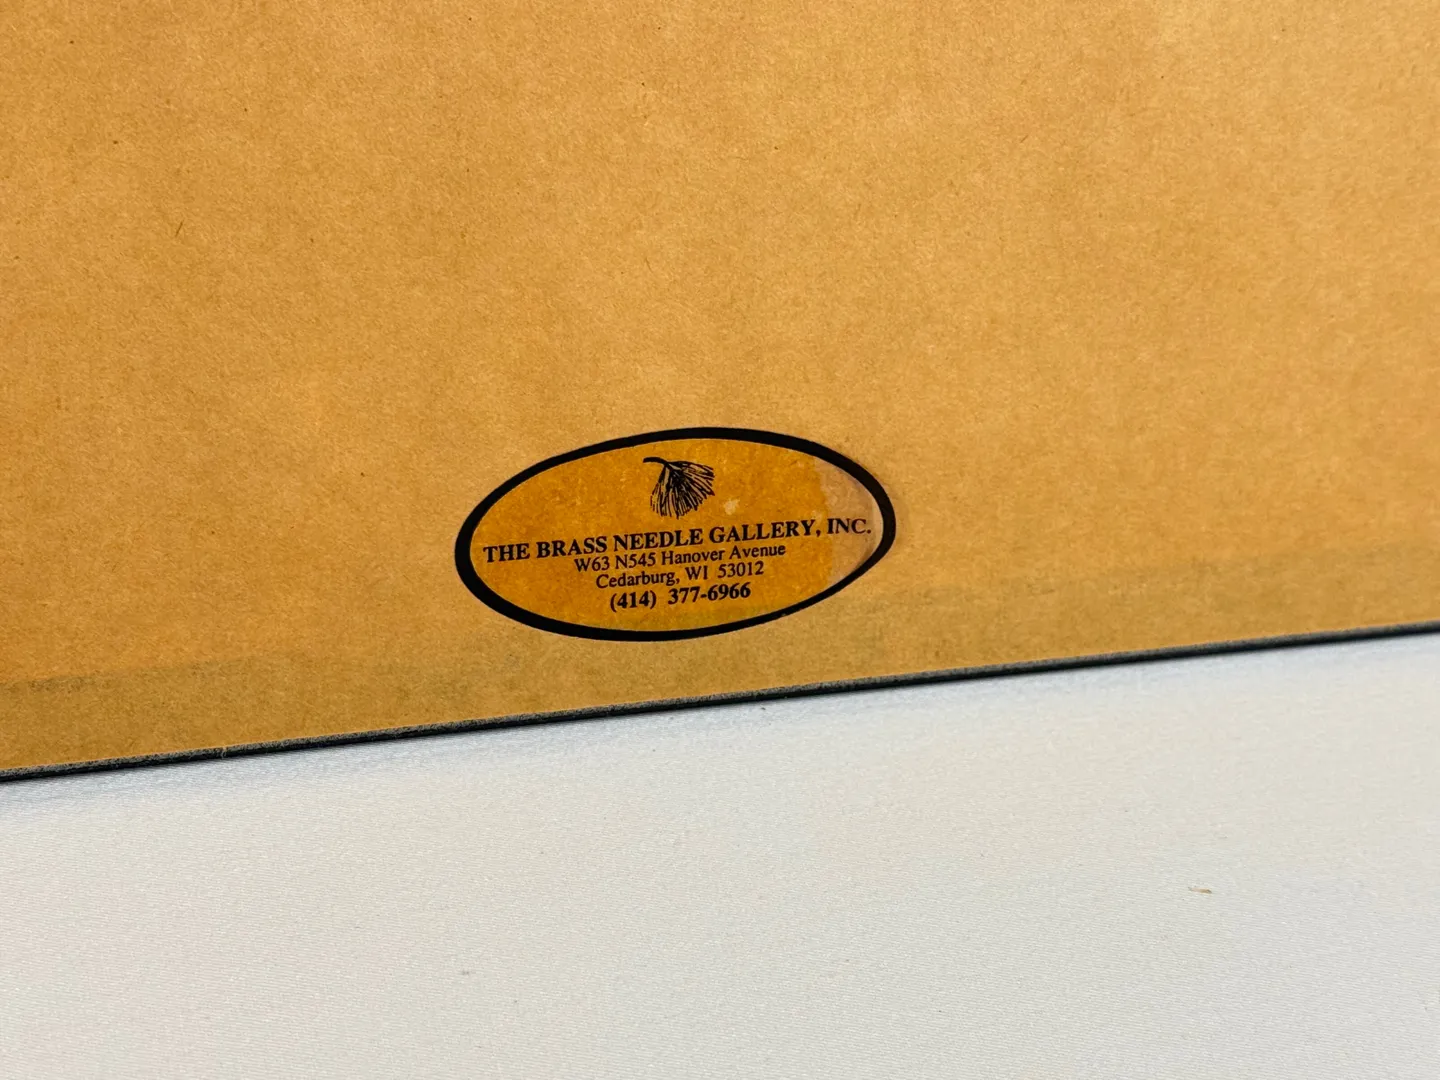 THE BRASS NEEDLE GALLERY, INC.
W63 N545 Hanover Avenue
Cedarburg, WI 53012
(414) 377-6966